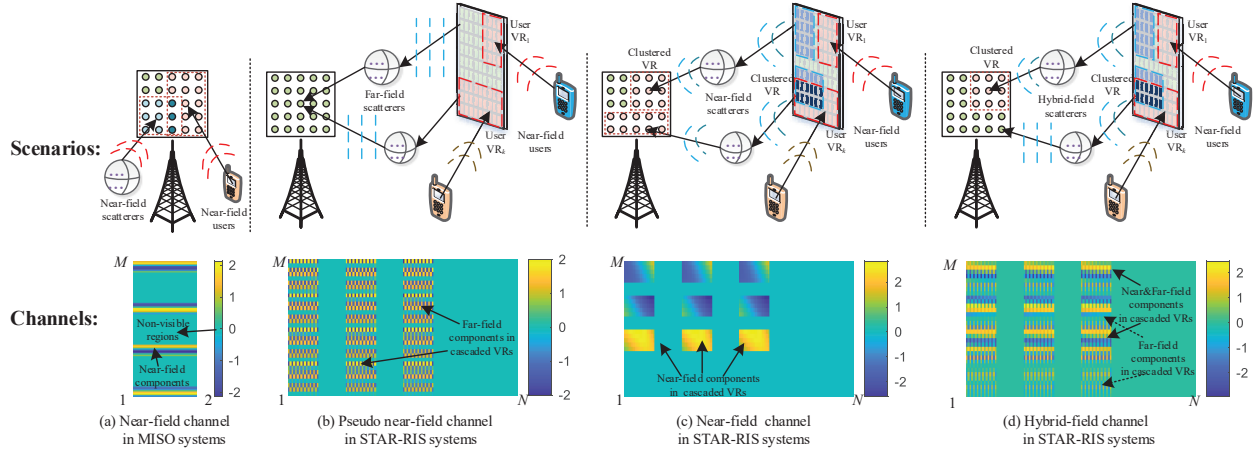 Scenarios:
Near-field
scatterers
Near-field
users
Far-field
scatterers
User
VR1
User
VRk
Near-field
users
Clustered
VR
Clustered
VR
Near-field
scatterers
User
VR1
User
VRk
Near-field
users
Clustered
VR
Clustered
VR
Hybrid-field
scatterers
User
VR1
User
VRk
Near-field
users
Channels:
M
Non-visible
regions
Near-field
components
1
2
2
1
0
-1
-2
(a) Near-field channel
in MISO systems
M
Far-field
components in
cascaded VRs
1
N
2
1
0
-1
-2
(b) Pseudo near-field channel
in STAR-RIS systems
M
Near-field components
in cascaded VRs
1
N
2
1
0
-1
-2
(c) Near-field channel
in STAR-RIS systems
M
Near&Far-field
components
in cascaded VRs
Far-field
components
in cascaded VRs
1
N
2
1
0
-1
-2
(d) Hybrid-field channel
in STAR-RIS systems